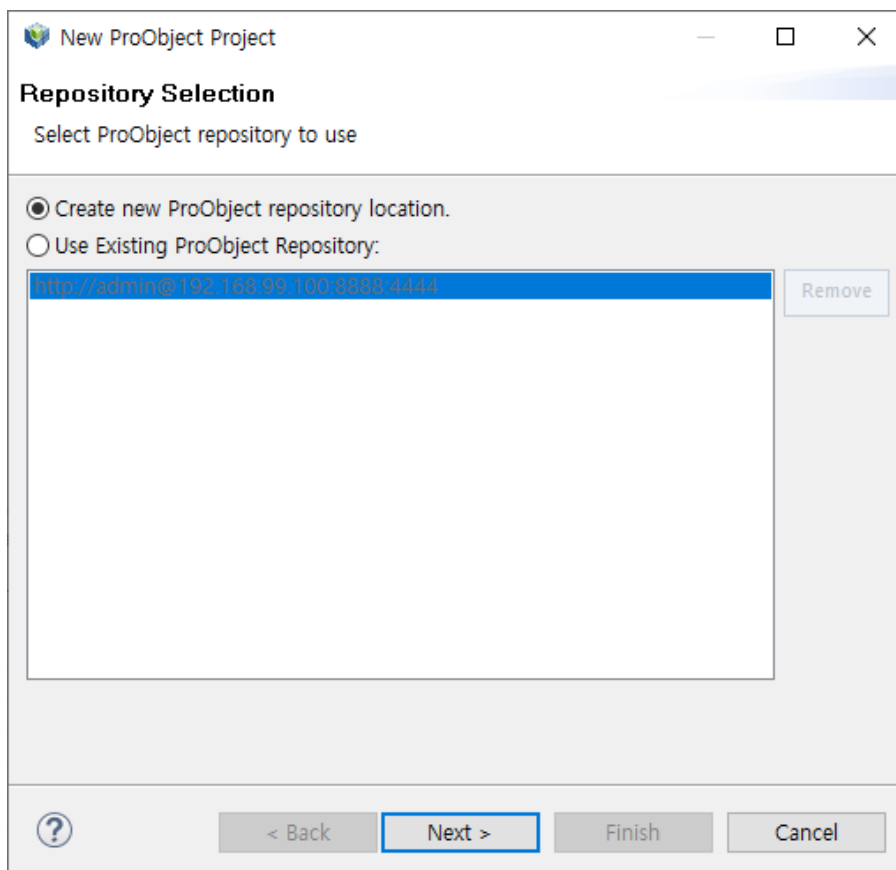 New ProObject Project
Repository Selection
Select ProObject repository to use
Create new ProObject repository location.
Use Existing ProObject Repository:
http://admin@192.168.99.100:8888:4444
Remove
?
< Back
Next >
Finish
Cancel